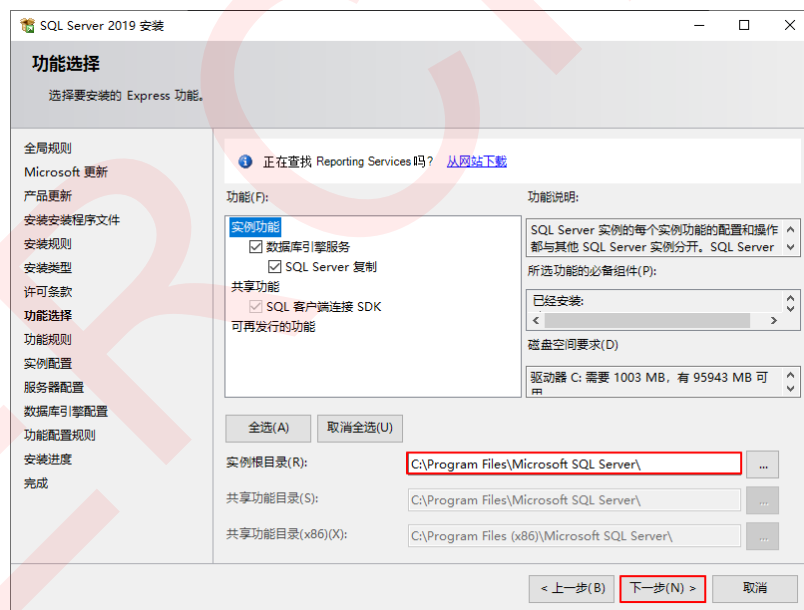 SQL Server 2019 安装
功能选择
选择要安装的 Express 功能。
全局规则
Microsoft 更新
产品更新
安装安装程序文件
安装规则
安装类型
许可条款
功能选择
功能规则
实例配置
服务器配置
数据库引擎配置
功能配置规则
安装进度
完成
正在查找 Reporting Services 吗? 从网站下载
功能(F):
实例功能
数据库引擎服务
SQL Server 复制
共享功能
SQL 客户端连接 SDK
可再发行的功能
功能说明:
SQL Server 实例的每个实例功能的配置和操作
都与其他 SQL Server 实例分开。SQL Server
所选功能的必备组件(P):
已经安装:
磁盘空间要求(D)
驱动器 C: 需要 1003 MB，有 95943 MB 可
用
全选(A) 取消全选(U)
实例根目录(R): C:\Program Files\Microsoft SQL Server\ ...
共享功能目录(S): C:\Program Files\Microsoft SQL Server\ ...
共享功能目录(x86)(X): C:\Program Files (x86)\Microsoft SQL Server\ ...
< 上一步(B) 下一步(N) > 取消